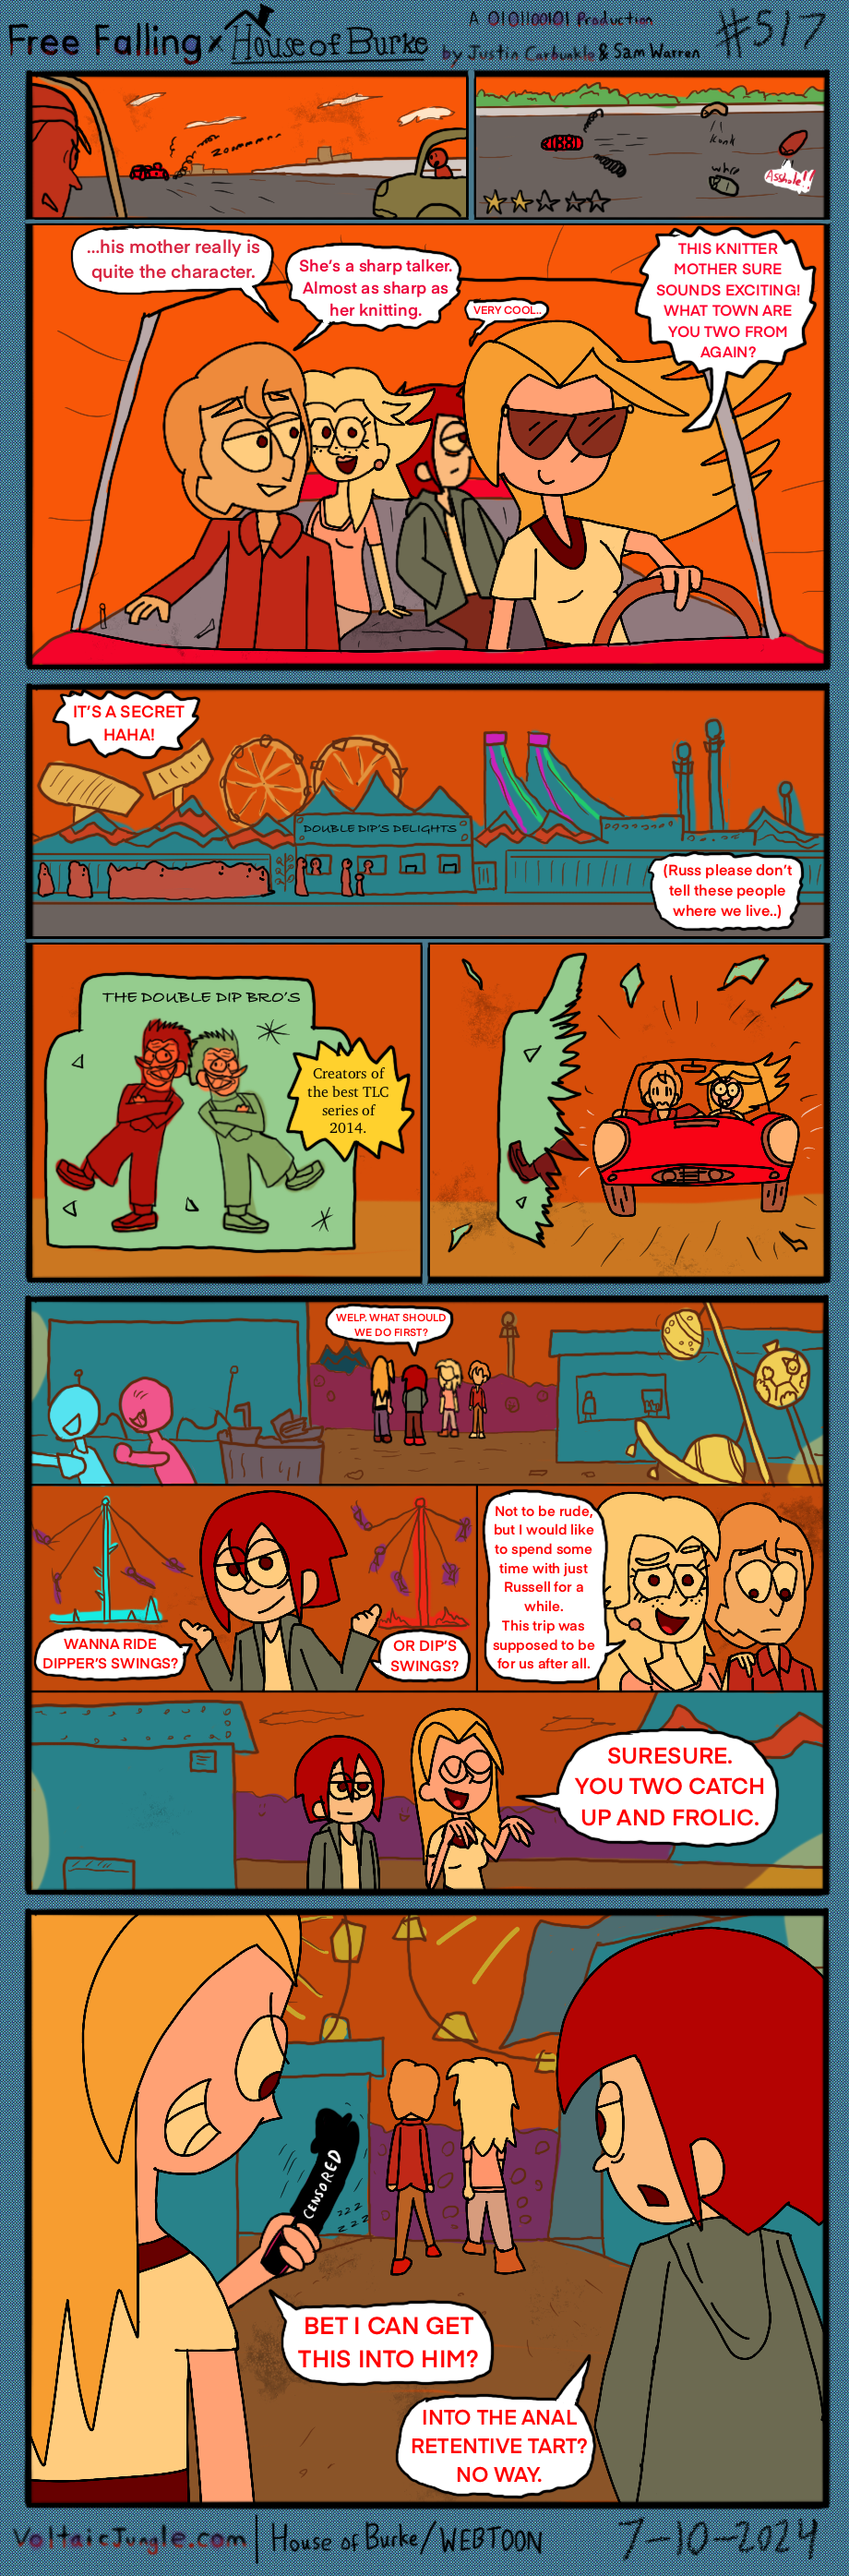 Free Falling x House of Burke
A 0101100101 Production
by Justin Carbunkle & Sam Warren
#517
ZOMMMMMM
konk
whrr
Asshole!!
...his mother really is
quite the character.
She's a sharp talker.
Almost as sharp as
her knitting.
VERY COOL..
THIS KNITTER
MOTHER SURE
SOUNDS EXCITING!
WHAT TOWN ARE
YOU TWO FROM
AGAIN?
IT'S A SECRET
HAHA!
DOUBLE DIP'S DELIGHTS
(Russ please don't
tell these people
where we live..)
THE DOUBLE DIP BRO'S
Creators of
the best TLC
series of
2014.
WELP. WHAT SHOULD
WE DO FIRST?
WANNA RIDE
DIPPER'S SWINGS?
OR DIP'S
SWINGS?
Not to be rude,
but I would like
to spend some
time with just
Russell for a
while.
This trip was
supposed to be
for us after all.
SURESURE.
YOU TWO CATCH
UP AND FROLIC.
CENSORED
zzz
zzz
BET I CAN GET
THIS INTO HIM?
INTO THE ANAL
RETENTIVE TART?
NO WAY.
VoltaicJungle.com
House of Burke/WEBTOON
7-10-2024